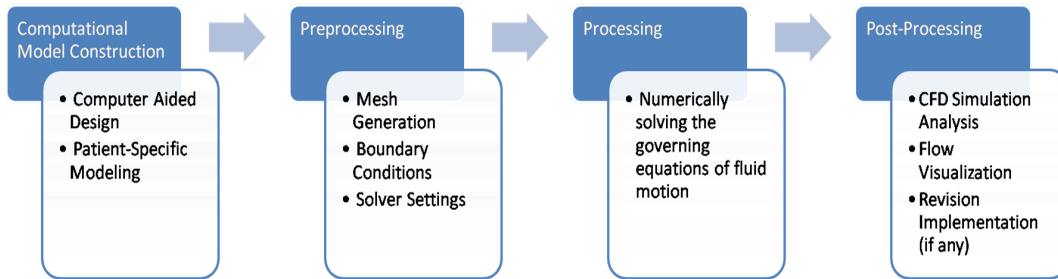 Computational
Model Construction
• Computer Aided
Design
• Patient-Specific
Modeling
Preprocessing
• Mesh
Generation
• Boundary
Conditions
• Solver Settings
Processing
• Numerically
solving the
governing
equations of fluid
motion
Post-Processing
• CFD Simulation
Analysis
• Flow
Visualization
• Revision
Implementation
(if any)